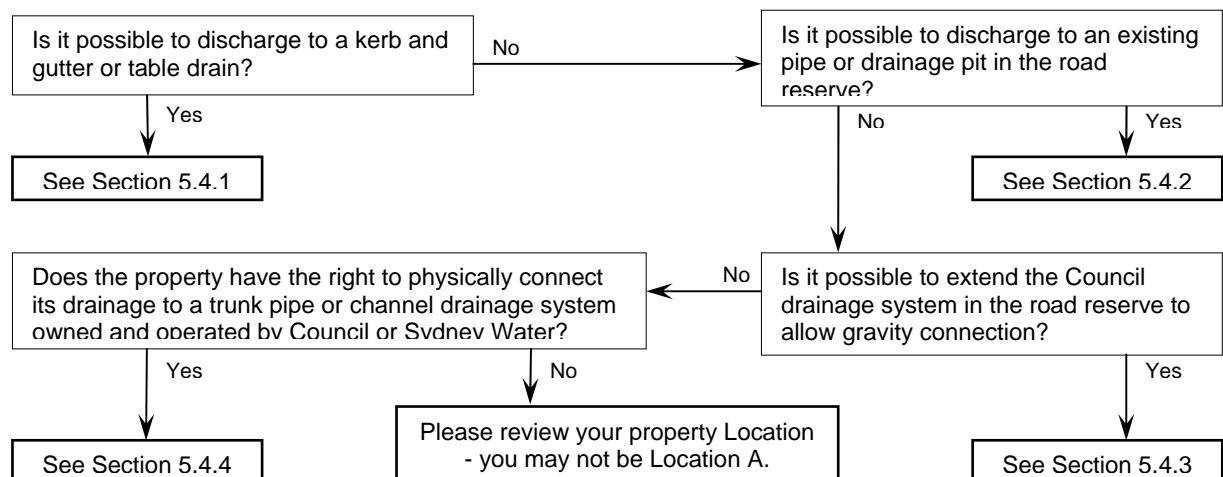 Is it possible to discharge to a kerb and
gutter or table drain?
No
Is it possible to discharge to an existing
pipe or drainage pit in the road
reserve?
Yes
See Section 5.4.1
No
Yes
See Section 5.4.2
Does the property have the right to physically connect
its drainage to a trunk pipe or channel drainage system
owned and operated by Council or Sydney Water?
No
Is it possible to extend the Council
drainage system in the road reserve to
allow gravity connection?
Yes
See Section 5.4.4
No
Please review your property Location
- you may not be Location A.
Yes
See Section 5.4.3